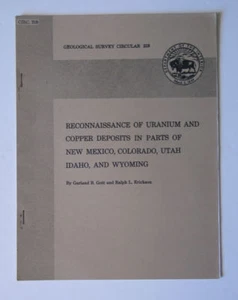 GEOLOGICAL SURVEY CIRCULAR 219
RECONNAISSANCE OF URANIUM AND
COPPER DEPOSITS IN PARTS OF
NEW MEXICO, COLORADO, UTAH
IDAHO, AND WYOMING
By Garland B. Gott and Ralph L. Erickson